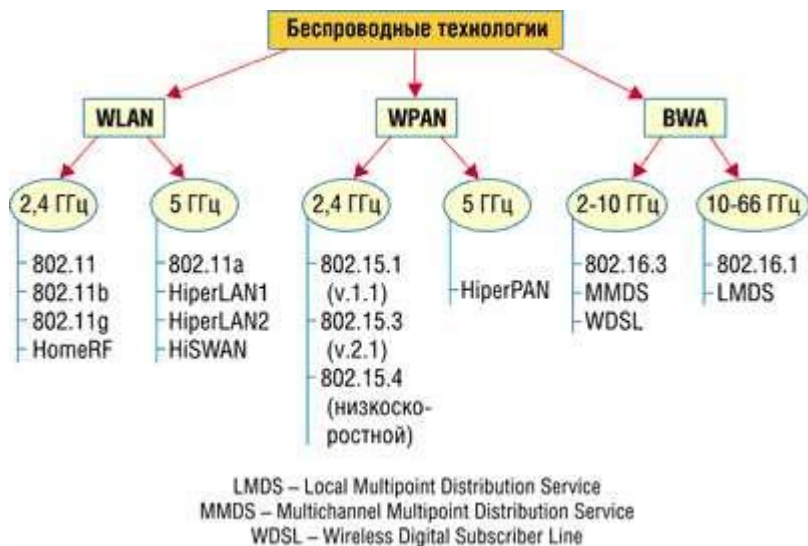 Беспроводные технологии
WLAN
WPAN
BWA
2,4 ГГц
5 ГГц
2,4 ГГц
5 ГГц
2-10 ГГц
10-66 ГГц
802.11
802.11b
802.11g
HomeRF
802.11a
HiperLAN1
HiperLAN2
HiSWAN
802.15.1
(v.1.1)
802.15.3
(v.2.1)
802.15.4
(низкоско-
ростной)
HiperPAN
802.16.3
MMDS
WDSL
802.16.1
LMDS
LMDS – Local Multipoint Distribution Service
MMDS – Multichannel Multipoint Distribution Service
WDSL – Wireless Digital Subscriber Line